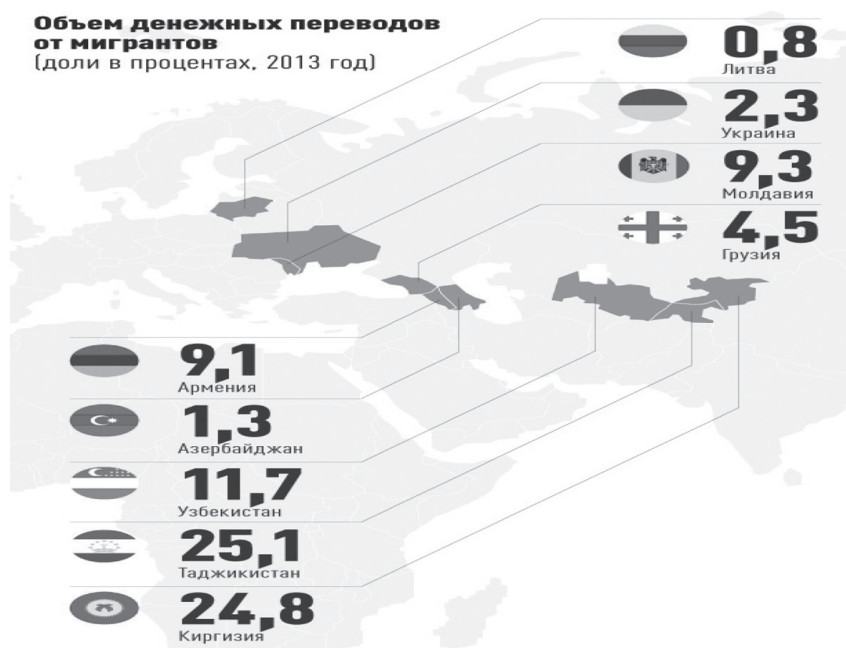 Объем денежных переводов
от мигрантов
(доли в процентах, 2013 год)
0,8
Литва
2,3
Украина
9,3
Молдавия
4,5
Грузия
9,1
Армения
1,3
Азербайджан
11,7
Узбекистан
25,1
Таджикистан
24,8
Киргизия